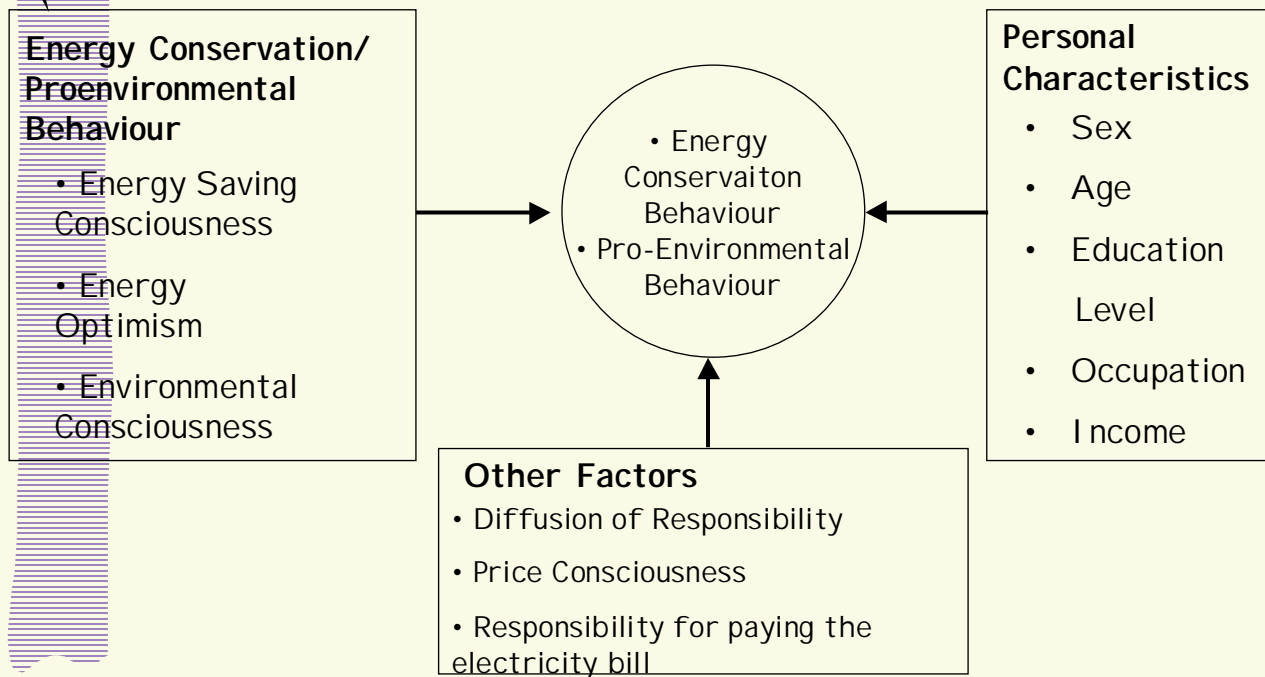 Energy Conservation/
Proenvironmental
Behaviour
• Energy Saving
Consciousness
• Energy
Optimism
• Environmental
Consciousness
• Energy
Conservaiton
Behaviour
• Pro-Environmental
Behaviour
Personal
Characteristics
• Sex
• Age
• Education
Level
• Occupation
• Income
Other Factors
• Diffusion of Responsibility
• Price Consciousness
• Responsibility for paying the
electricity bill